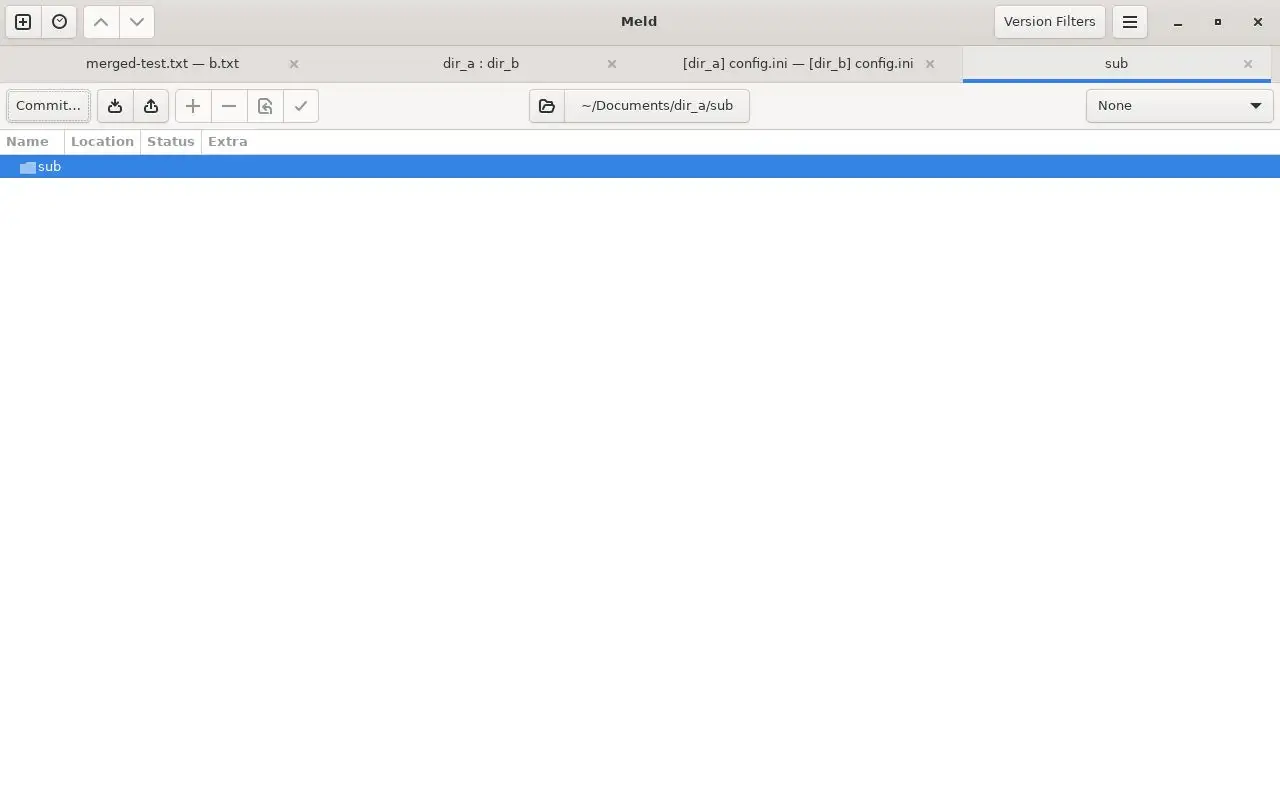 Meld
Version Filters
merged-test.txt — b.txt
dir_a : dir_b
[dir_a] config.ini — [dir_b] config.ini
sub
Commit...
~/Documents/dir_a/sub
None
Name Location Status Extra
sub